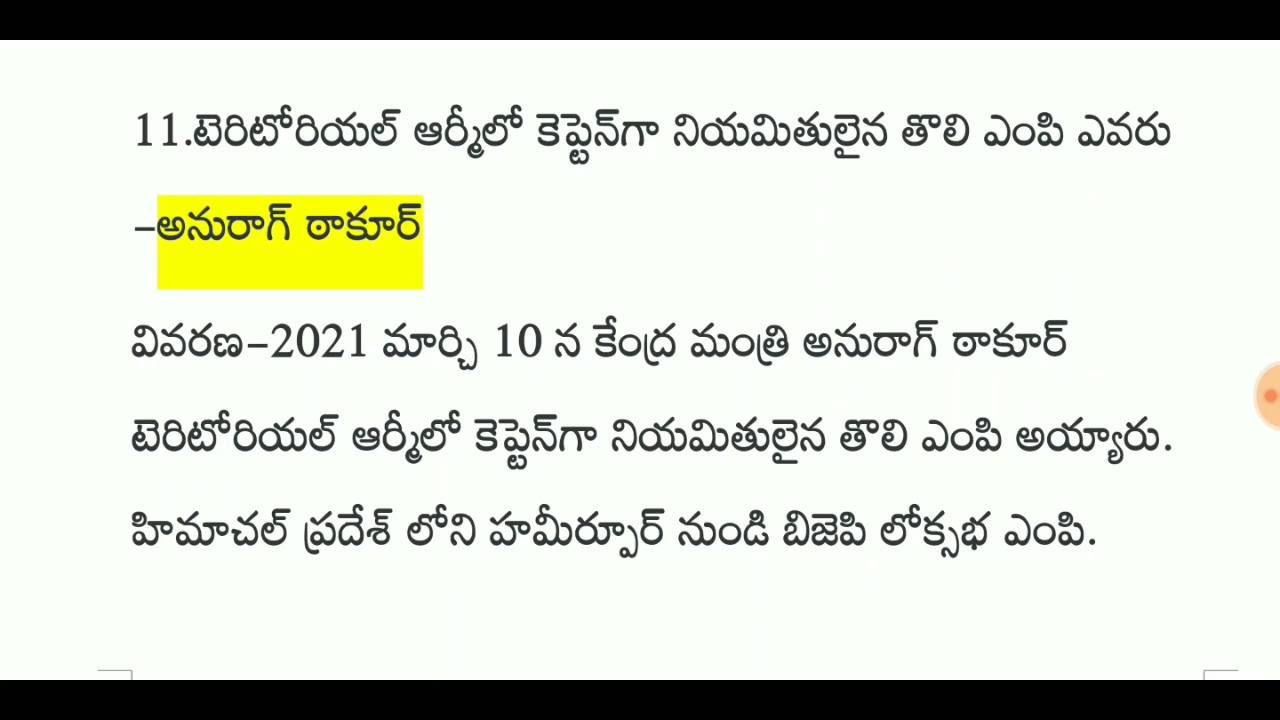 11.టెరిటోరియల్ ఆర్మీలో కెప్టెన్‌గా నియమితులైన తొలి ఎంపి ఎవరు
–అనురాగ్ ఠాకూర్
వివరణ–2021 మార్చి 10 న కేంద్ర మంత్రి అనురాగ్ ఠాకూర్
టెరిటోరియల్ ఆర్మీలో కెప్టెన్‌గా నియమితులైన తొలి ఎంపి అయ్యారు.
హిమాచల్ ప్రదేశ్ లోని హమీర్పూర్ నుండి బిజెపి లోక్సభ ఎంపి.